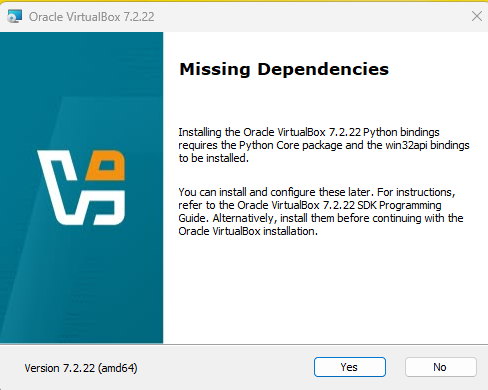 Oracle VirtualBox 7.2.22
Missing Dependencies
Installing the Oracle VirtualBox 7.2.22 Python bindings
requires the Python Core package and the win32api bindings
to be installed.
You can install and configure these later. For instructions,
refer to the Oracle VirtualBox 7.2.22 SDK Programming
Guide. Alternatively, install them before continuing with the
Oracle VirtualBox installation.
Version 7.2.22 (amd64)
Yes
No